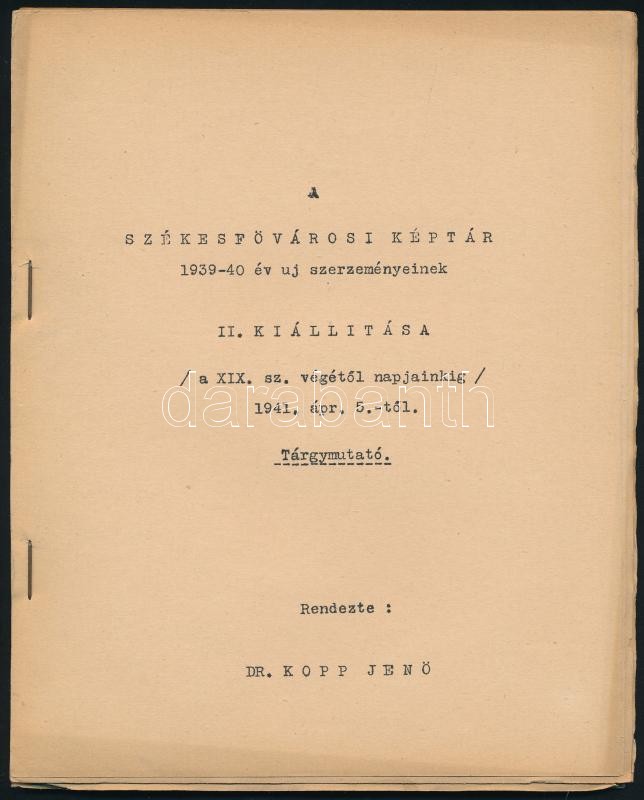 A
SZÉKESFÖVÁROSI KÉPTÁR
1939-40 év uj szerzeményeinek
II. KIÁLLITÁSA
/a XIX. sz. végétől napjainkig/
1941. ápr. 5.-től.
darabanth
Tárgymutató.
Rendezte :
DR. KOPP JENÖ